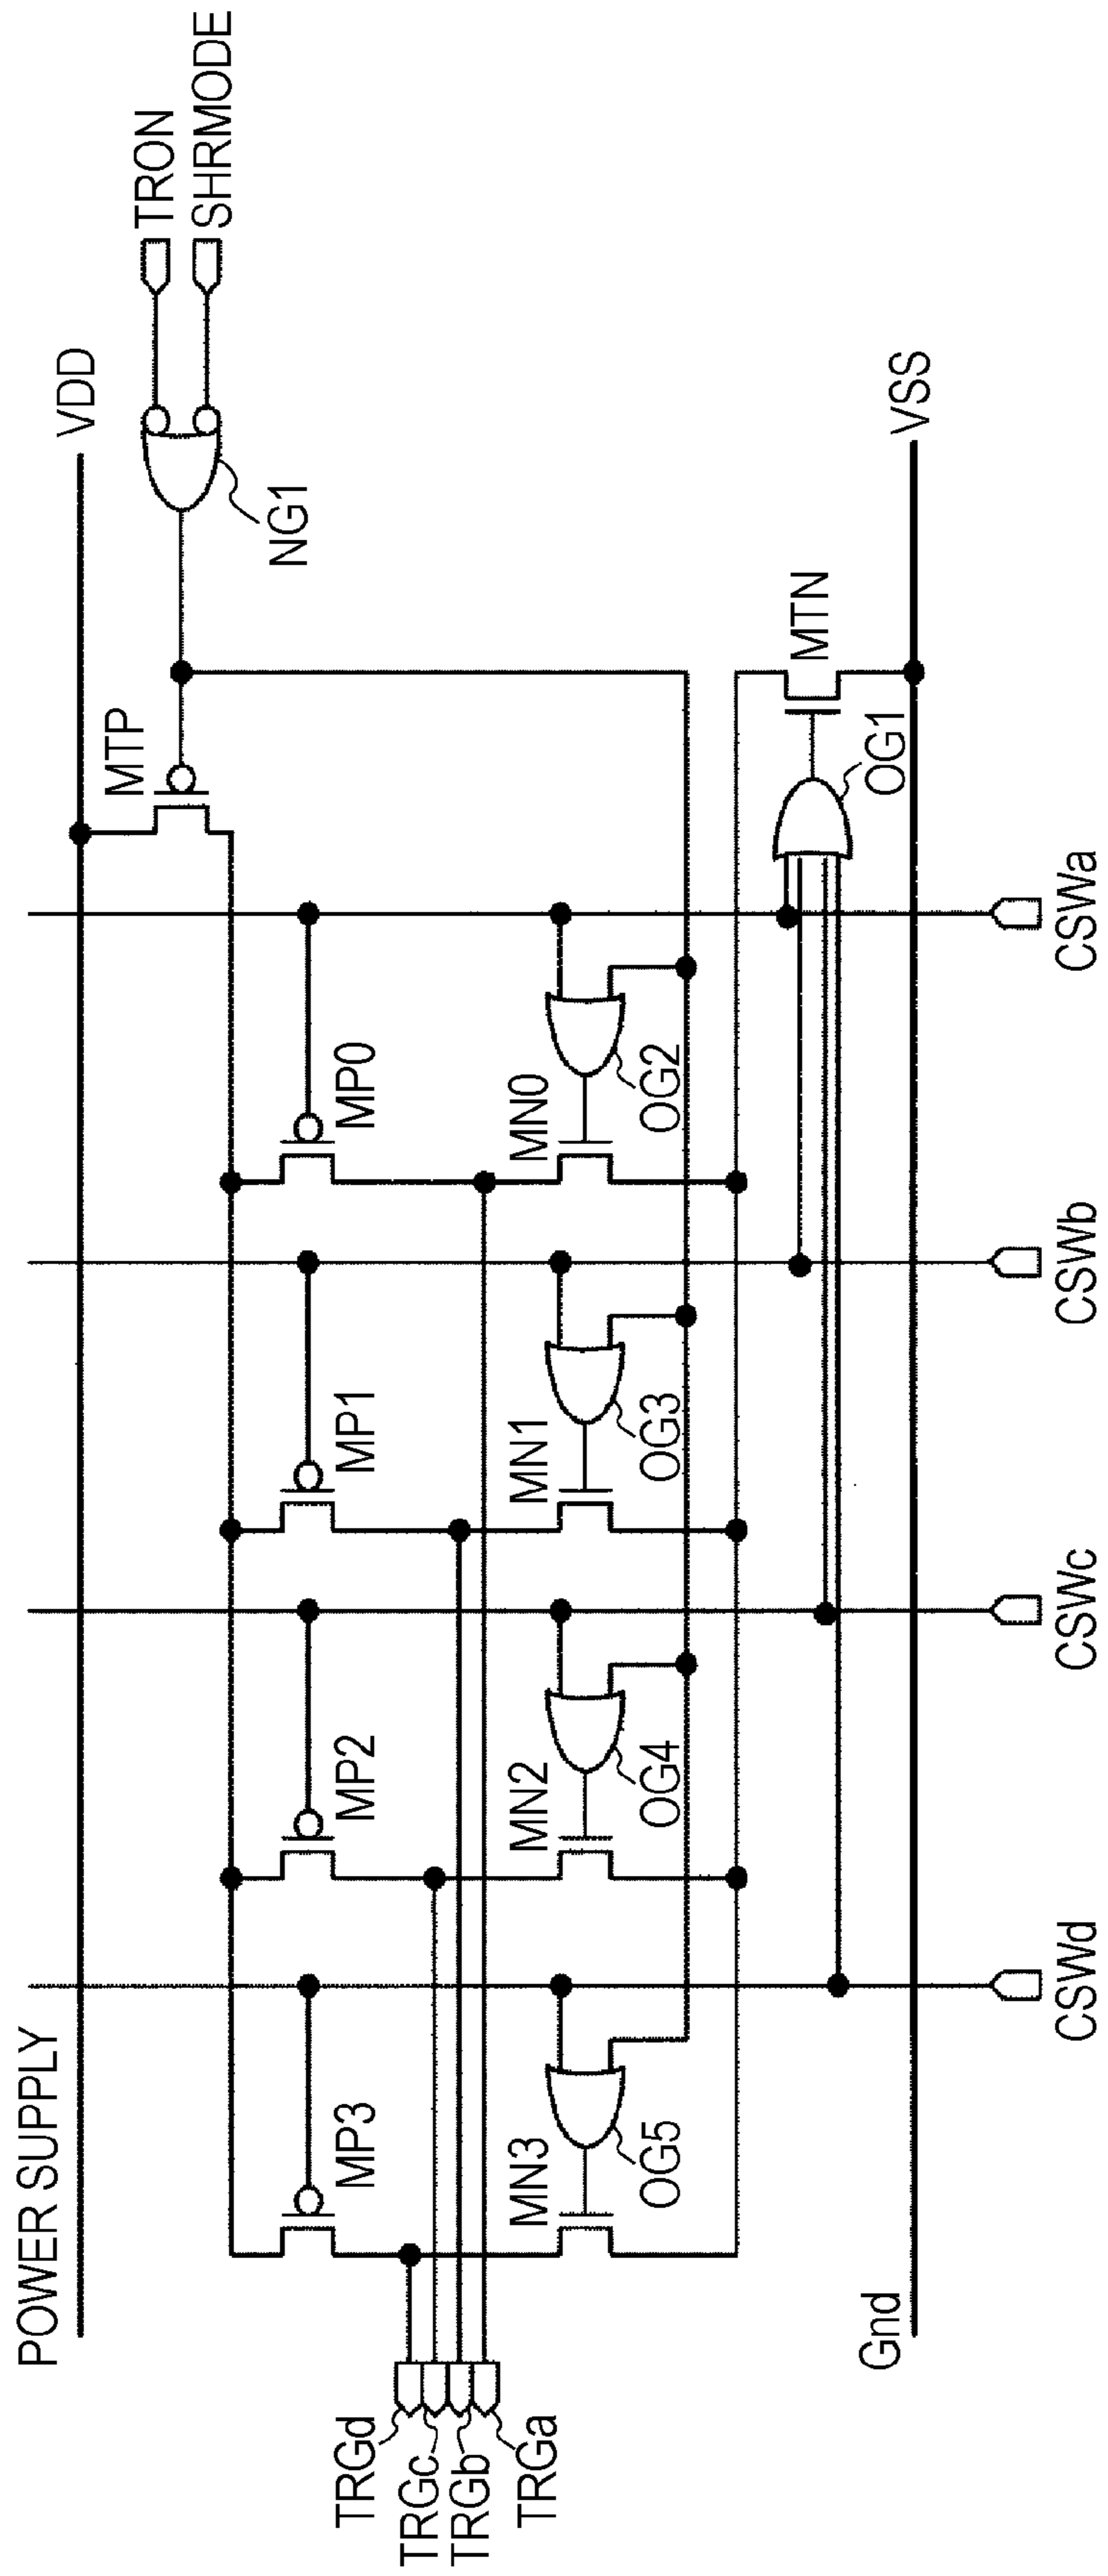 POWER SUPPLY
VDD
TRON
SHRMODE
NG1
MTP
MP3
MP2
MP1
MP0
TRGd
TRGc
TRGb
TRGa
MN3
MN2
MN1
MN0
OG5
OG4
OG3
OG2
MTN
OG1
Gnd
VSS
CSWd
CSWc
CSWb
CSWa